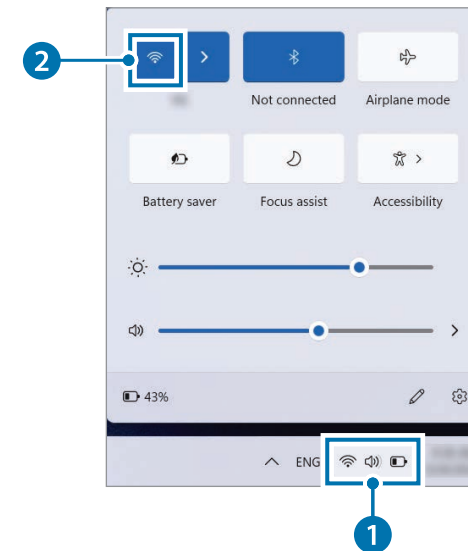 2
Not connected Airplane mode
Battery saver Focus assist Accessibility
43%
ENG
1